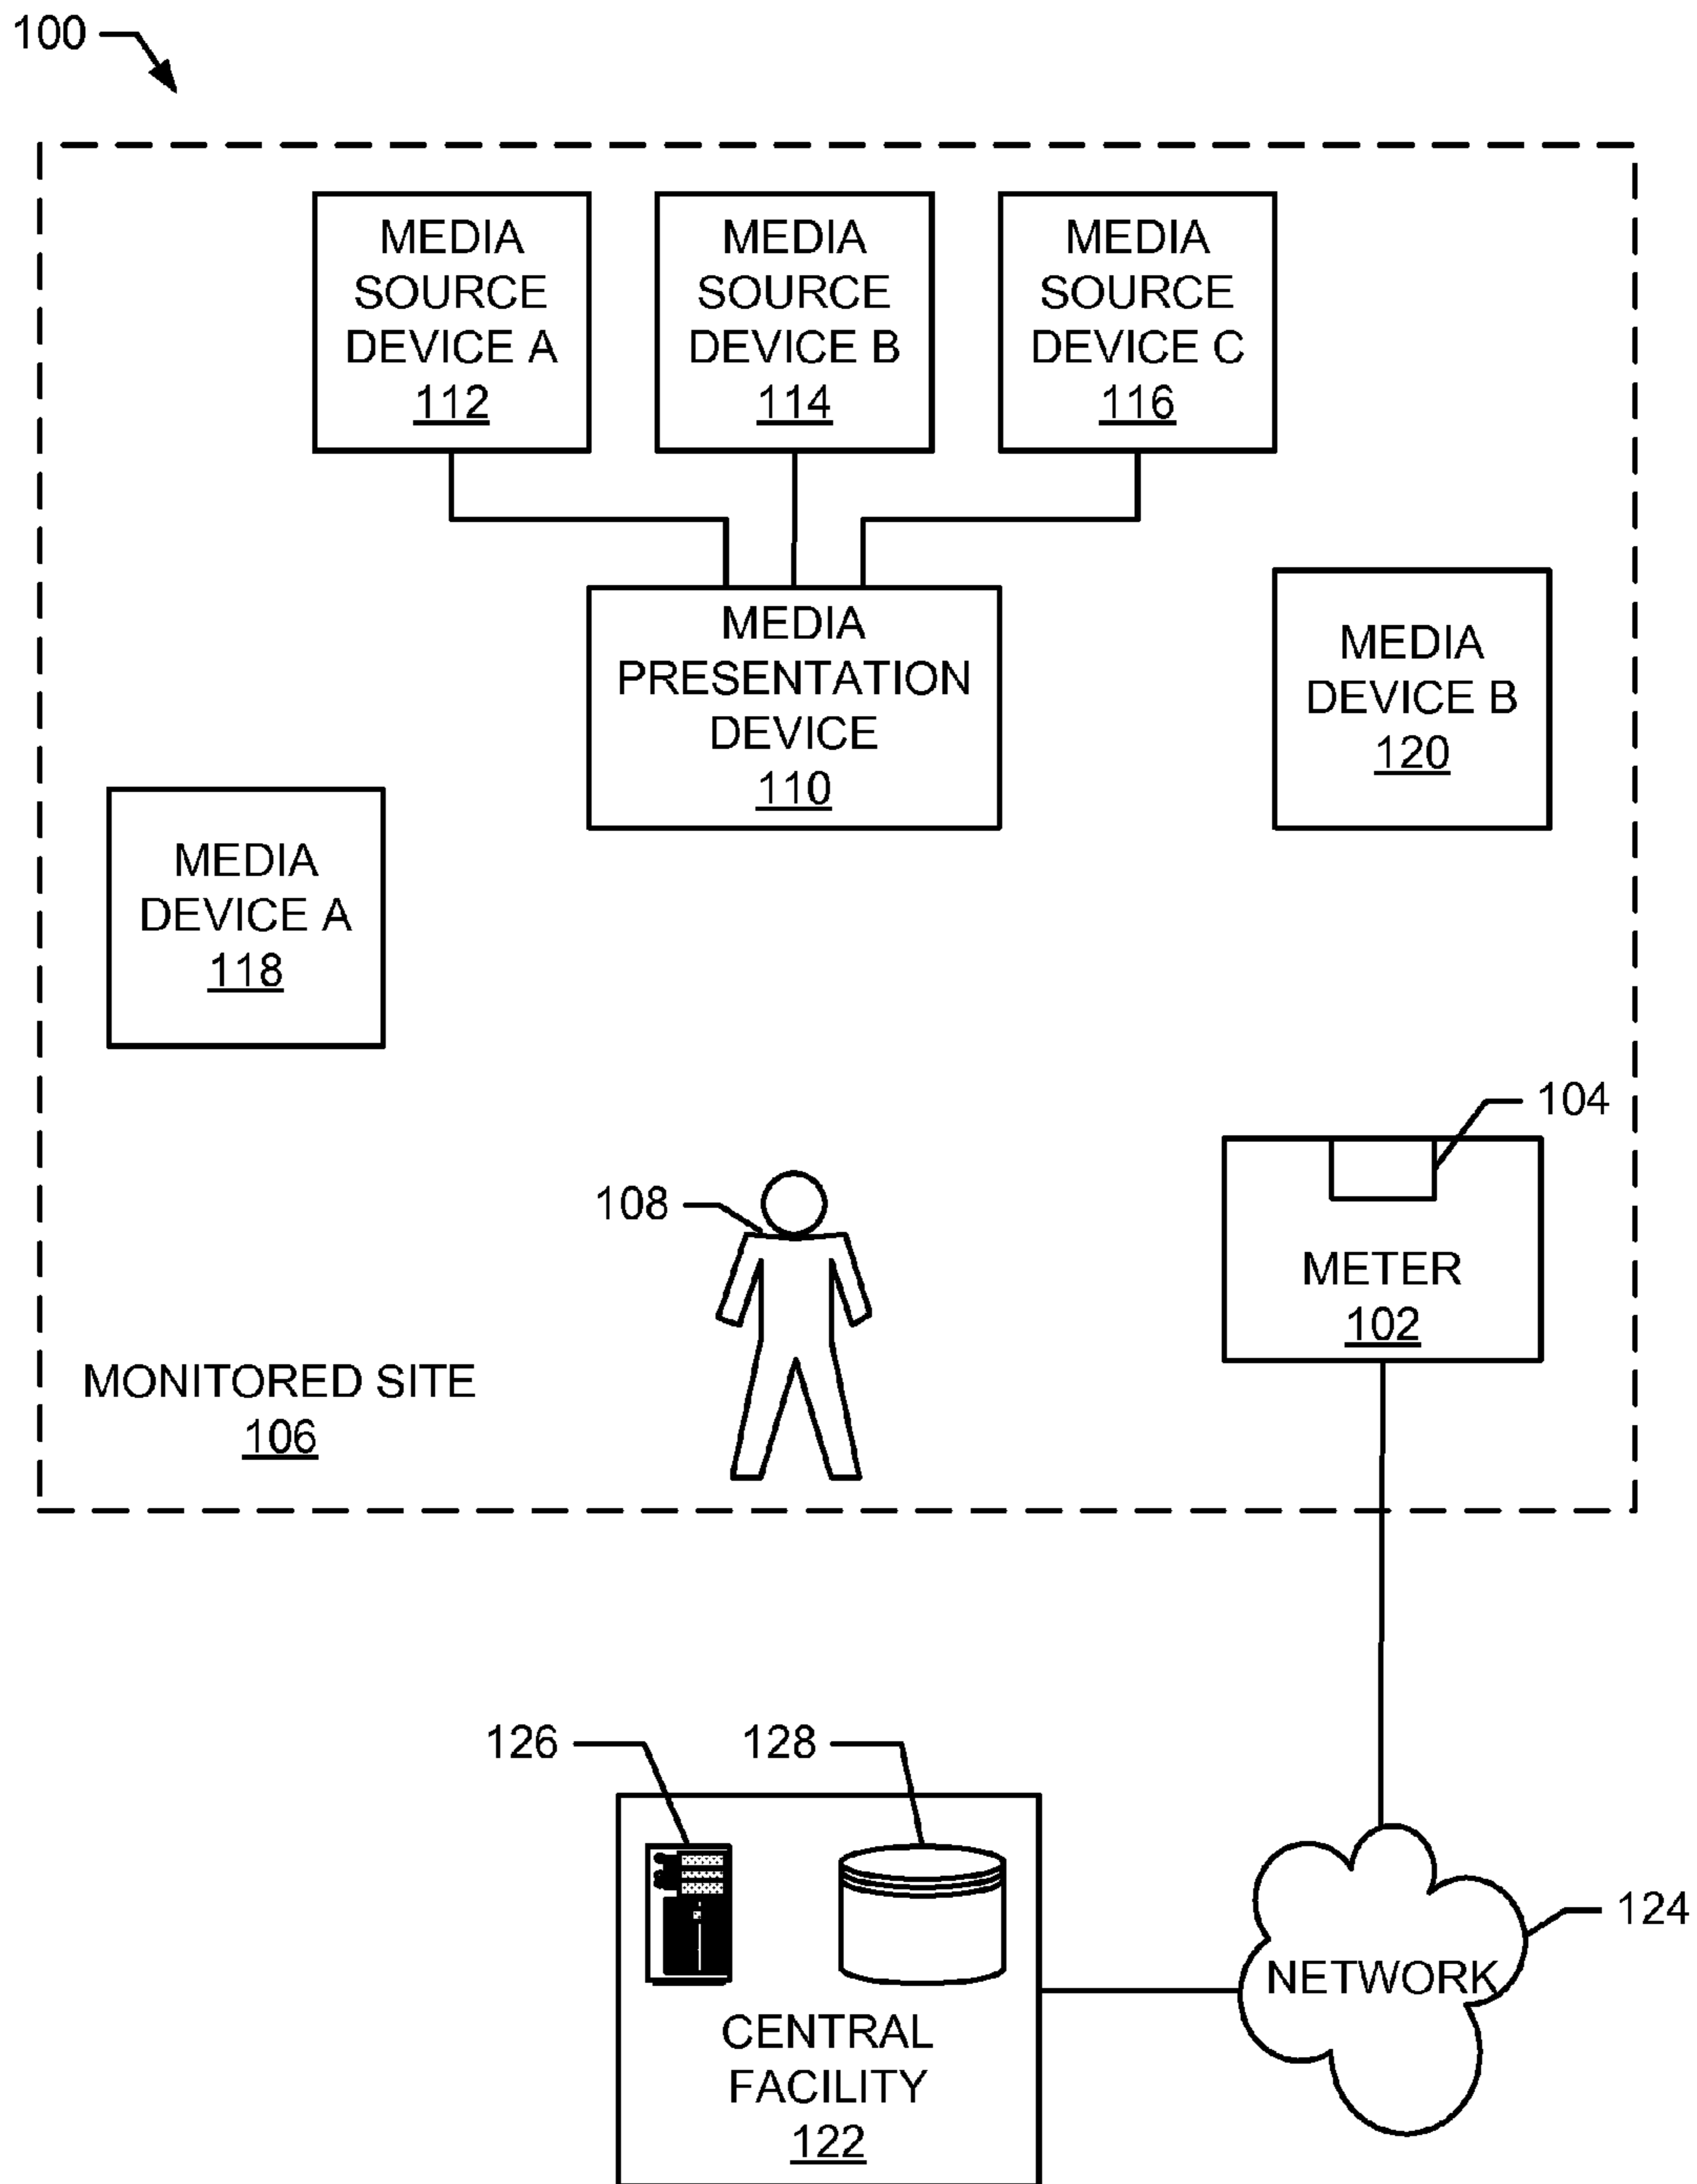 100
MEDIA
SOURCE
DEVICE A
112
MEDIA
SOURCE
DEVICE B
114
MEDIA
SOURCE
DEVICE C
116
MEDIA
PRESENTATION
DEVICE
110
MEDIA
DEVICE B
120
MEDIA
DEVICE A
118
104
108
METER
102
MONITORED SITE
106
126
128
124
NETWORK
CENTRAL
FACILITY
122